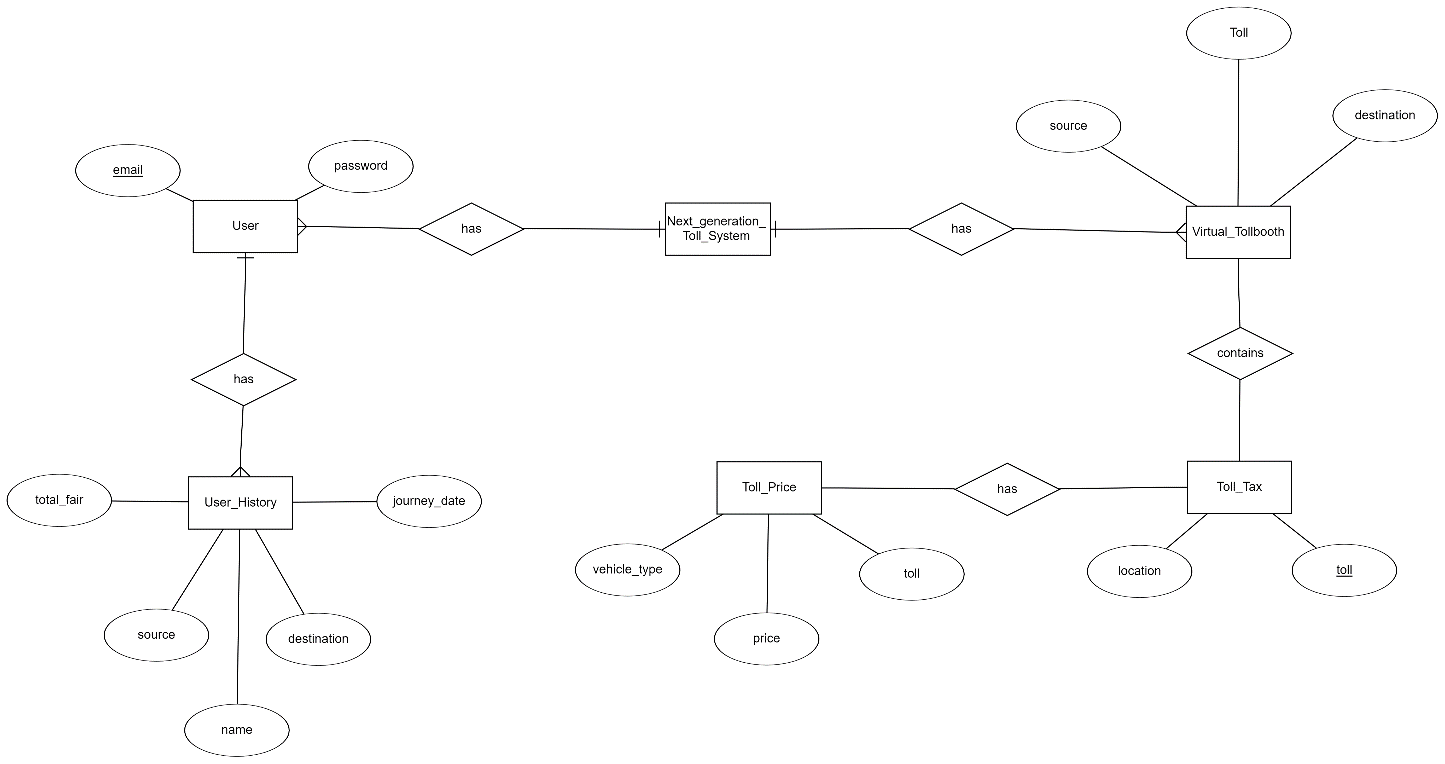 Toll
source
destination
email
password
User
has
Next_generation_
Toll_System
has
Virtual_Tollbooth
has
contains
total_fair
User_History
journey_date
Toll_Price
has
Toll_Tax
vehicle_type
toll
location
toll
source
destination
price
name